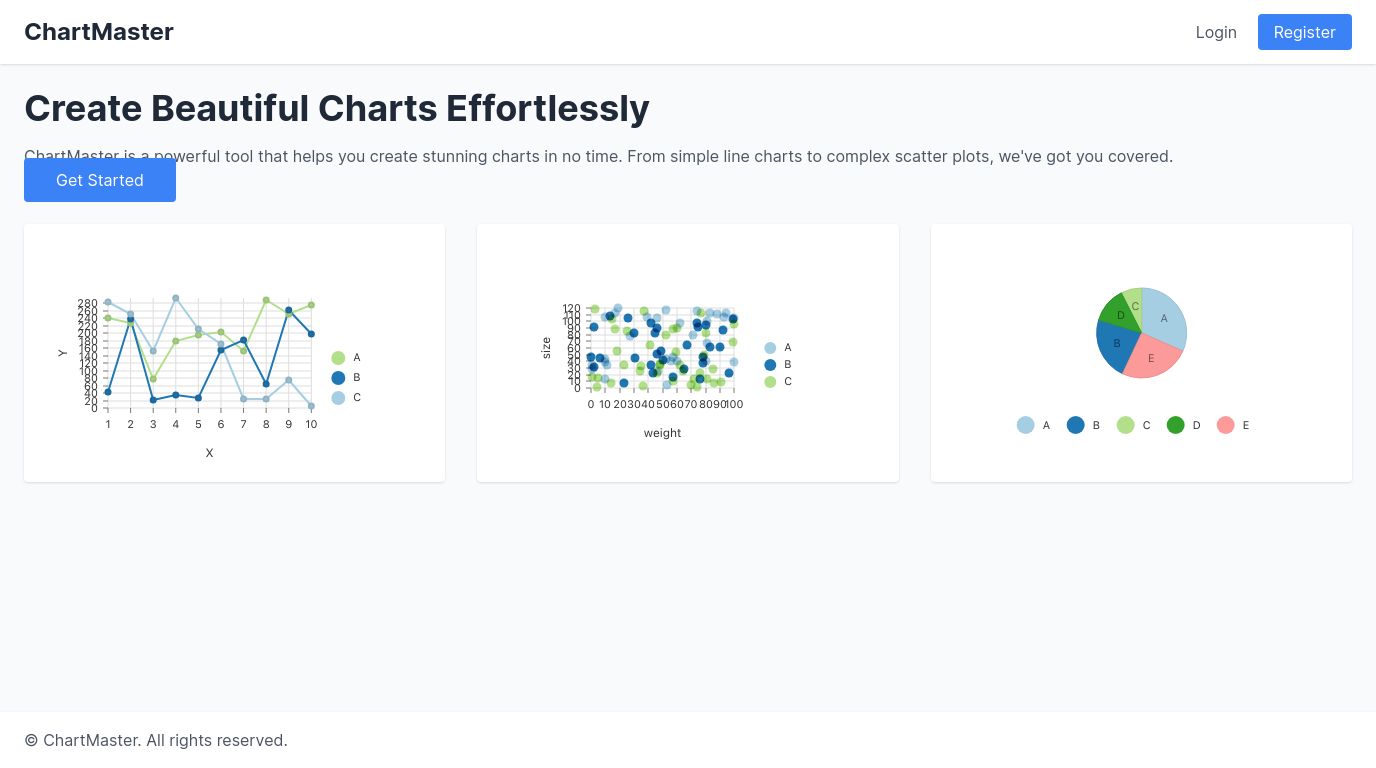 ChartMaster
Login
Register
Create Beautiful Charts Effortlessly
ChartMaster is a powerful tool that helps you create stunning charts in no time. From simple line charts to complex scatter plots, we've got you covered.
Get Started
280
260
240
220
200
180
160
140
120
100
80
60
40
20
0
Y
1 2 3 4 5 6 7 8 9 10
X
A
B
C
120
110
100
90
80
70
60
50
40
30
20
10
0
size
0 10 20 30 40 50 60 70 80 90 100
weight
A
B
C
A
B
C
D
E
A B C D E
© ChartMaster. All rights reserved.